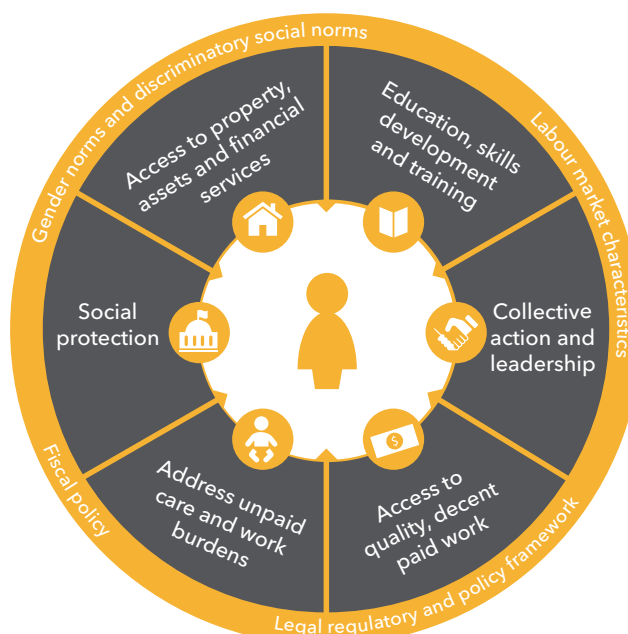 Gender norms and discriminatory social norms
Labour market characteristics
Legal regulatory and policy framework
Fiscal policy
Access to property,
assets and financial
services
Education, skills
development
and training
Collective
action and
leadership
Access to
quality, decent
paid work
$
Address unpaid
care and work
burdens
Social
protection